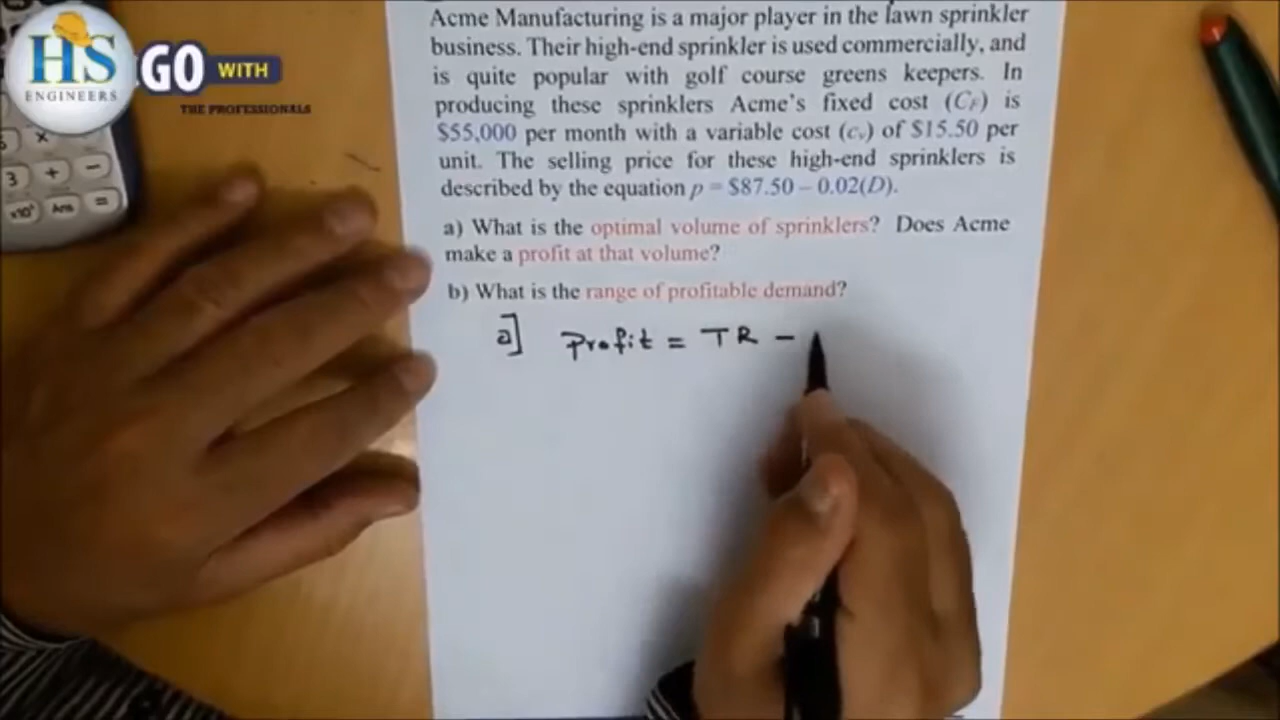 HS
ENGINEERS
GO WITH
THE PROFESSIONALS
Acme Manufacturing is a major player in the lawn sprinkler
business. Their high-end sprinkler is used commercially, and
is quite popular with golf course greens keepers. In
producing these sprinklers Acme's fixed cost (CF) is
$55,000 per month with a variable cost (cv) of $15.50 per
unit. The selling price for these high-end sprinklers is
described by the equation p = $87.50 – 0.02(D).
a) What is the optimal volume of sprinklers? Does Acme
make a profit at that volume?
b) What is the range of profitable demand?
a] Profit = TR -
3 + -
×10ˣ Ans =